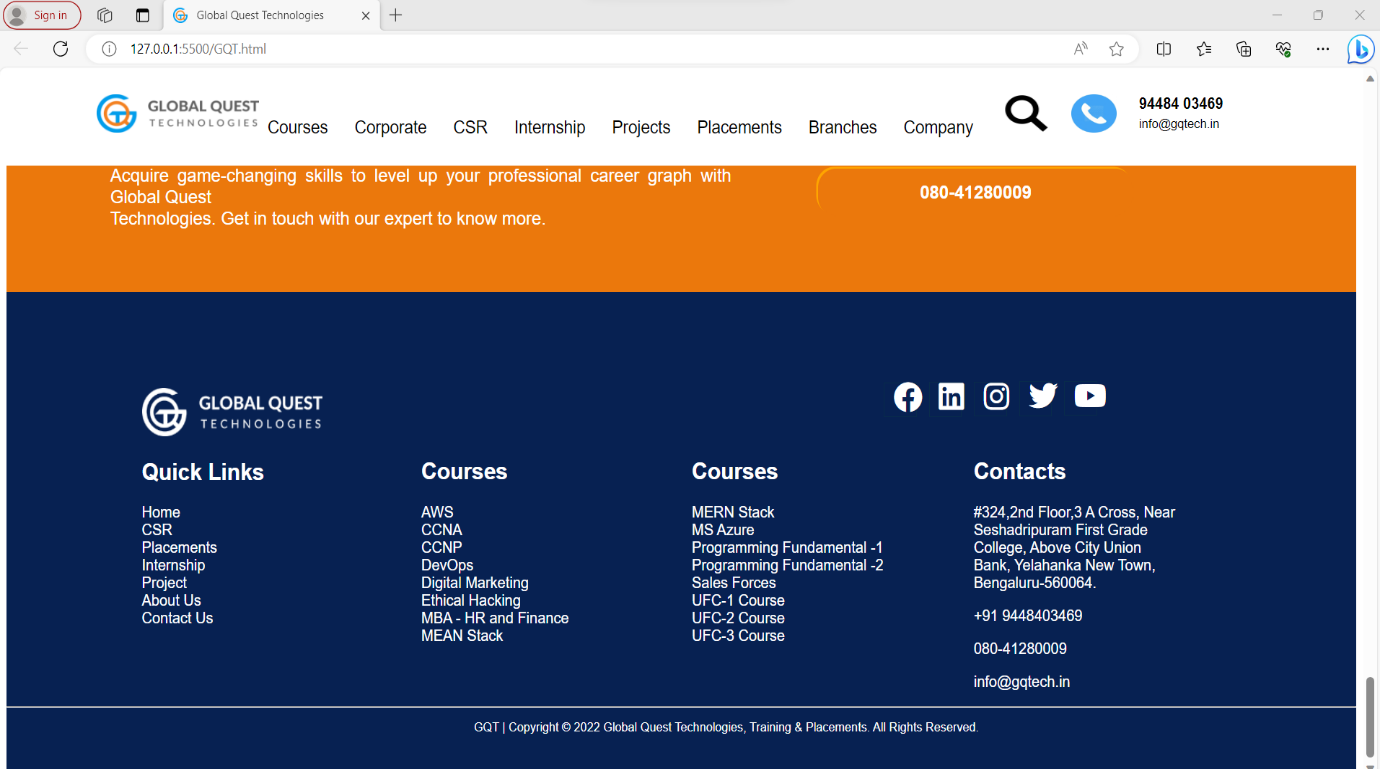 Sign in
Global Quest Technologies
127.0.0.1:5500/GQT.html
GLOBAL QUEST
TECHNOLOGIES
Courses Corporate CSR Internship Projects Placements Branches Company
94484 03469
info@gqtech.in
Acquire game-changing skills to level up your professional career graph with
Global Quest
Technologies. Get in touch with our expert to know more.
080-41280009
GLOBAL QUEST
TECHNOLOGIES
Quick Links
Home
CSR
Placements
Internship
Project
About Us
Contact Us
Courses
AWS
CCNA
CCNP
DevOps
Digital Marketing
Ethical Hacking
MBA - HR and Finance
MEAN Stack
Courses
MERN Stack
MS Azure
Programming Fundamental -1
Programming Fundamental -2
Sales Forces
UFC-1 Course
UFC-2 Course
UFC-3 Course
Contacts
#324,2nd Floor,3 A Cross, Near
Seshadripuram First Grade
College, Above City Union
Bank, Yelahanka New Town,
Bengaluru-560064.
+91 9448403469
080-41280009
info@gqtech.in
GQT | Copyright © 2022 Global Quest Technologies, Training & Placements. All Rights Reserved.